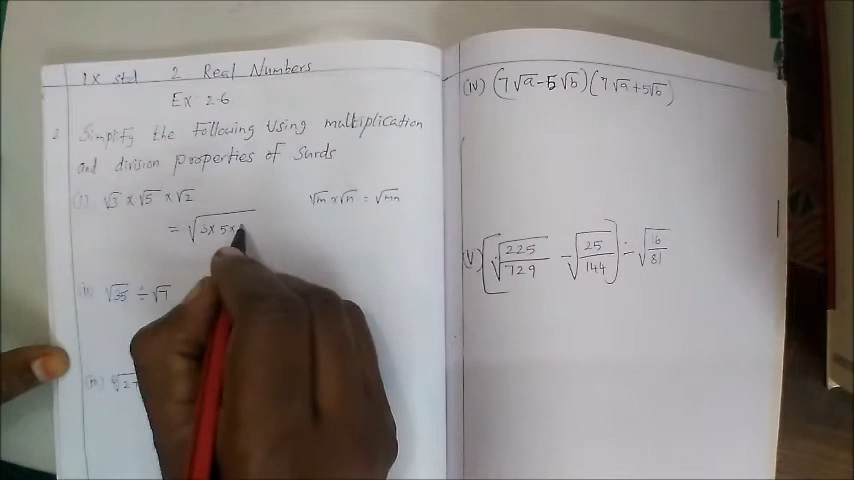 IX std 2 Real Numbers
Ex: 2.6
2. Simplify the Following Using multiplication
and division properties of Surds
(i) √3 × √5 × √2 √m × √n = √mn
= √3 × 5 ×
(ii) √35 ÷ √7
(iii)
(iv) (7√a - 5√b)(7√a + 5√b)
(v) [√225/729 - √25/144] ÷ √16/81